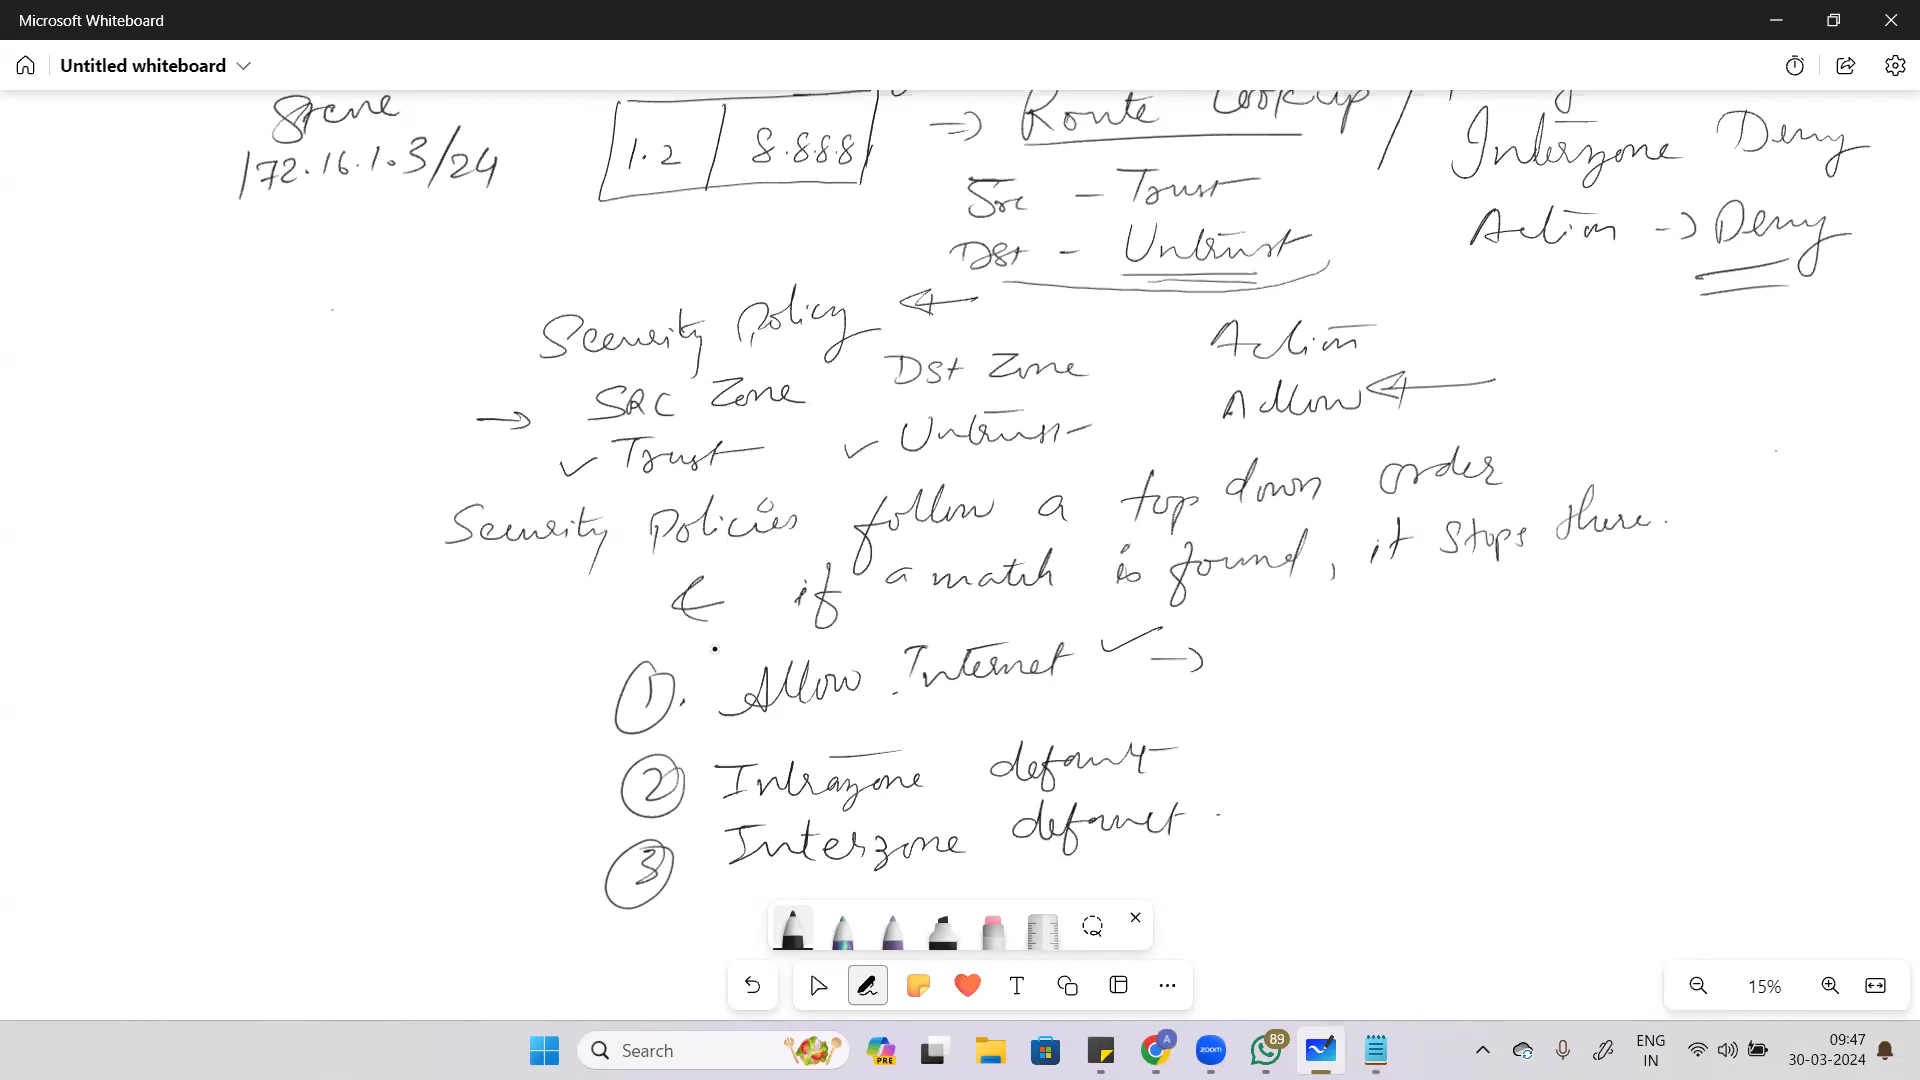 Microsoft Whiteboard
Untitled whiteboard
Steve
172.16.1.3/24
1.2 8.8.8.8
→ Route Lookup /
Interzone Deny
Src - Trust
Action → Deny
Dst - Untrust
Security Policy ←
Action
→ SRC Zone Dst Zone
Allow ←
✓ Trust ✓ Untrust
Security Policies follow a top down order
← if a match is found, it stops there.
1. Allow Internet ✓ →
2 Intrazone default
3 Interzone default
15%
Search
PRE
zoom
89
A
ENG
IN
09:47
30-03-2024